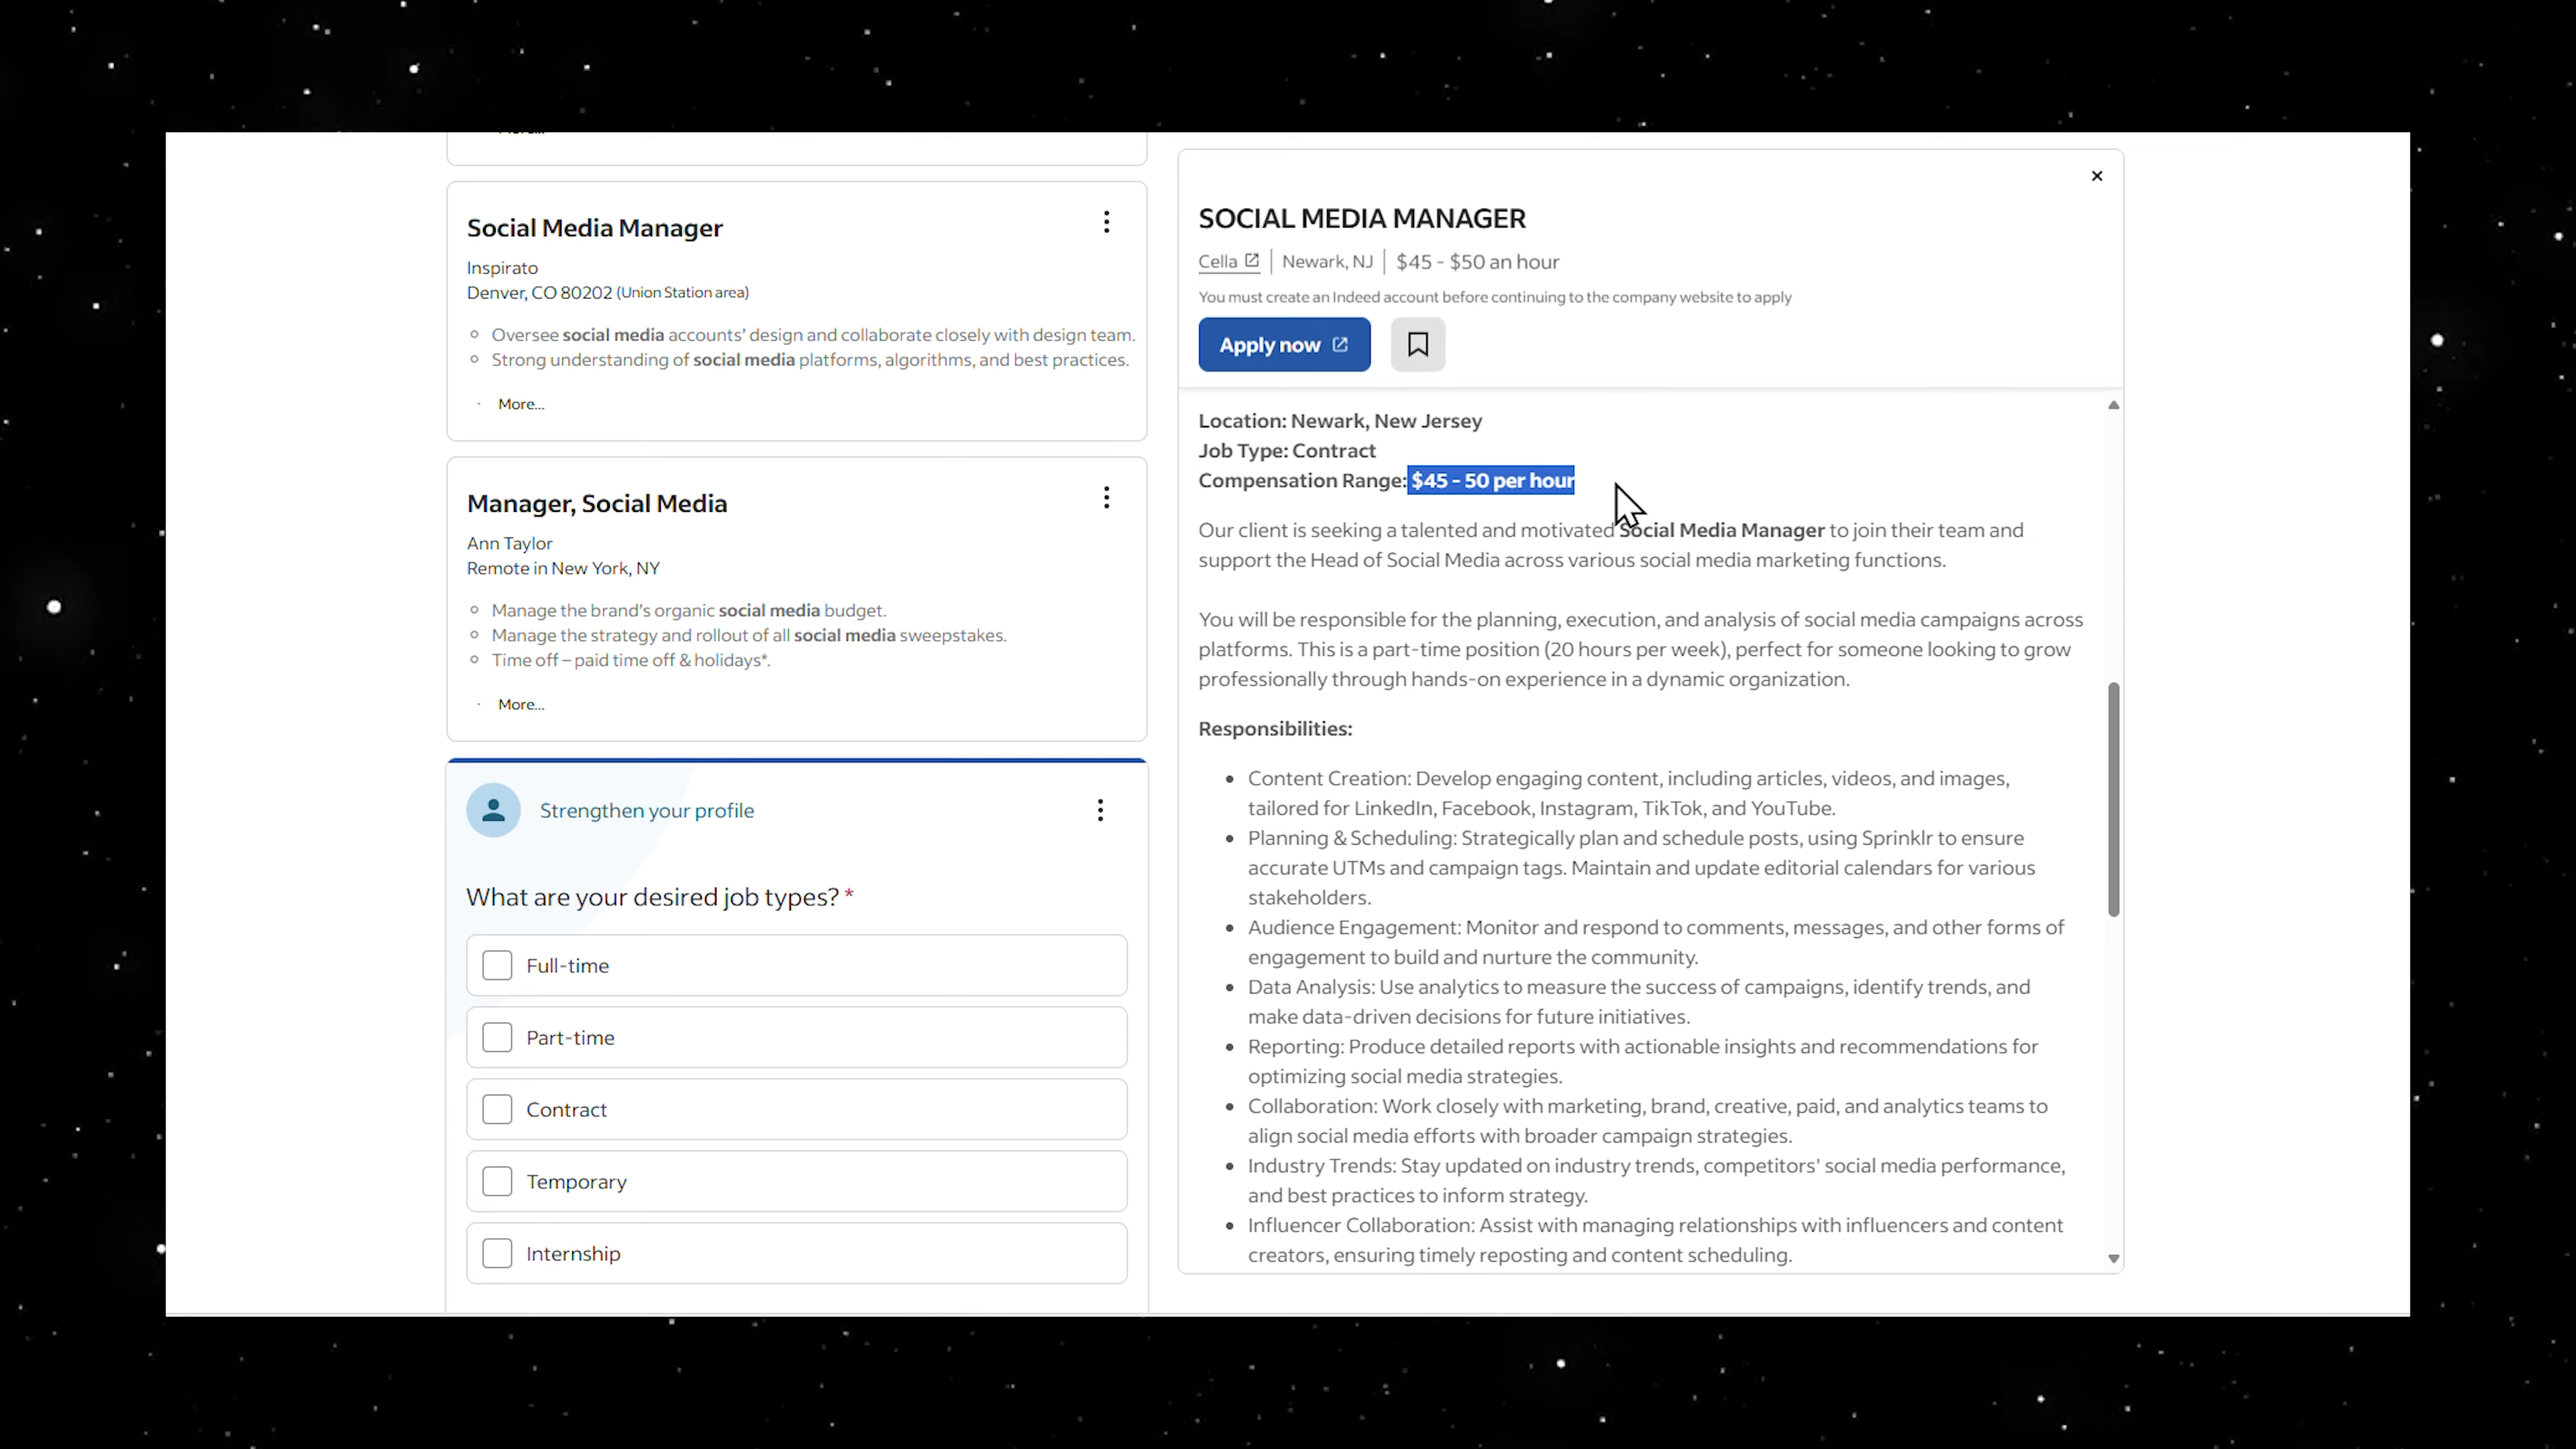 Social Media Manager
Inspirato
Denver, CO 80202 (Union Station area)
Oversee social media accounts' design and collaborate closely with design team.
Strong understanding of social media platforms, algorithms, and best practices.
More...
Manager, Social Media
Ann Taylor
Remote in New York, NY
Manage the brand's organic social media budget.
Manage the strategy and rollout of all social media sweepstakes.
Time off – paid time off & holidays*.
More...
Strengthen your profile
What are your desired job types? *
Full-time
Part-time
Contract
Temporary
Internship
SOCIAL MEDIA MANAGER
Cella | Newark, NJ | $45 - $50 an hour
You must create an Indeed account before continuing to the company website to apply
Apply now
Location: Newark, New Jersey
Job Type: Contract
Compensation Range: $45 - 50 per hour
Our client is seeking a talented and motivated Social Media Manager to join their team and
support the Head of Social Media across various social media marketing functions.
You will be responsible for the planning, execution, and analysis of social media campaigns across
platforms. This is a part-time position (20 hours per week), perfect for someone looking to grow
professionally through hands-on experience in a dynamic organization.
Responsibilities:
Content Creation: Develop engaging content, including articles, videos, and images,
tailored for LinkedIn, Facebook, Instagram, TikTok, and YouTube.
Planning & Scheduling: Strategically plan and schedule posts, using Sprinklr to ensure
accurate UTMs and campaign tags. Maintain and update editorial calendars for various
stakeholders.
Audience Engagement: Monitor and respond to comments, messages, and other forms of
engagement to build and nurture the community.
Data Analysis: Use analytics to measure the success of campaigns, identify trends, and
make data-driven decisions for future initiatives.
Reporting: Produce detailed reports with actionable insights and recommendations for
optimizing social media strategies.
Collaboration: Work closely with marketing, brand, creative, paid, and analytics teams to
align social media efforts with broader campaign strategies.
Industry Trends: Stay updated on industry trends, competitors' social media performance,
and best practices to inform strategy.
Influencer Collaboration: Assist with managing relationships with influencers and content
creators, ensuring timely reposting and content scheduling.